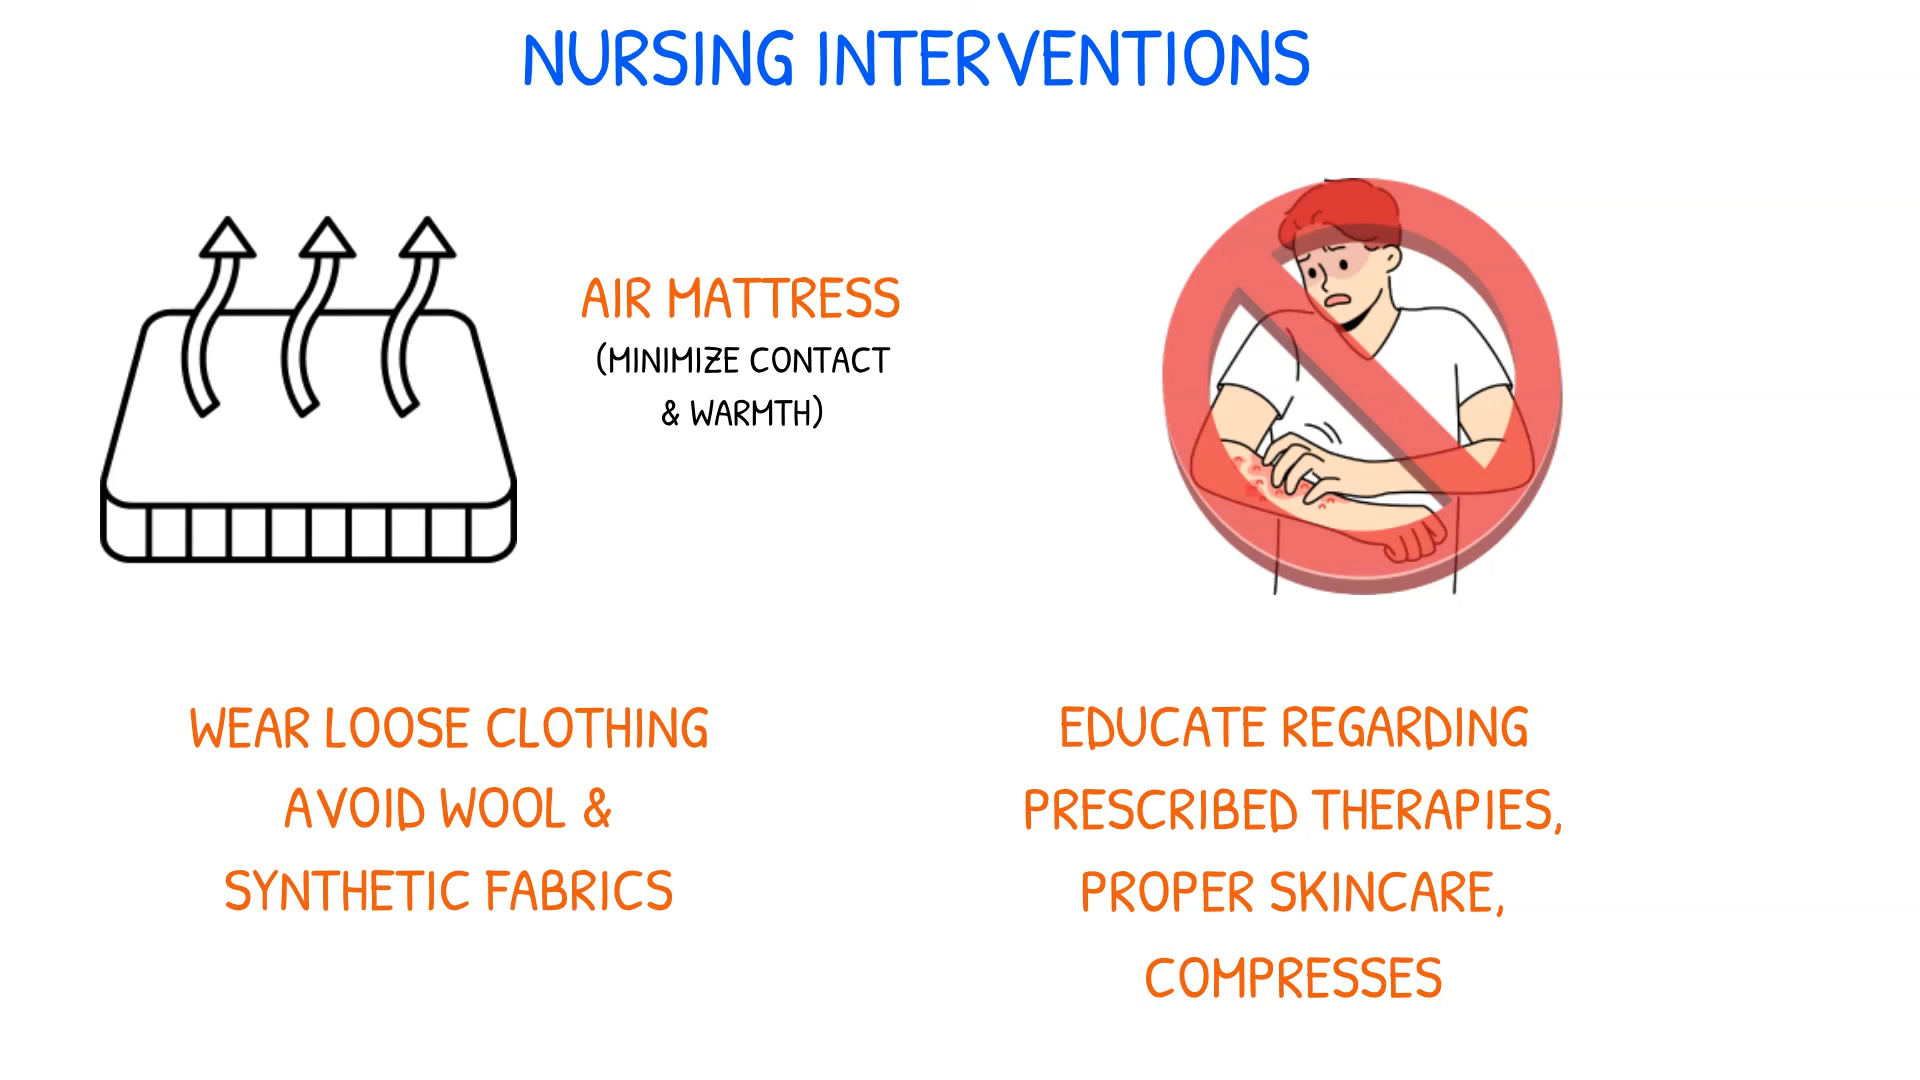 NURSING INTERVENTIONS
AIR MATTRESS
(MINIMIZE CONTACT
& WARMTH)
WEAR LOOSE CLOTHING
AVOID WOOL &
SYNTHETIC FABRICS
EDUCATE REGARDING
PRESCRIBED THERAPIES,
PROPER SKINCARE,
COMPRESSES